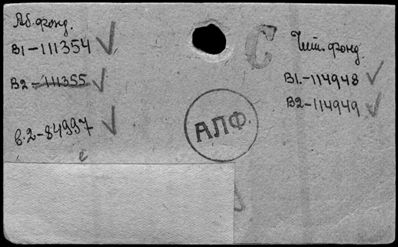 Аб. фонд.
В1-111354
В2-111355
в.2-84997
с
С
АЛФ
Чит. фонд.
В1.-114948
В2-114949